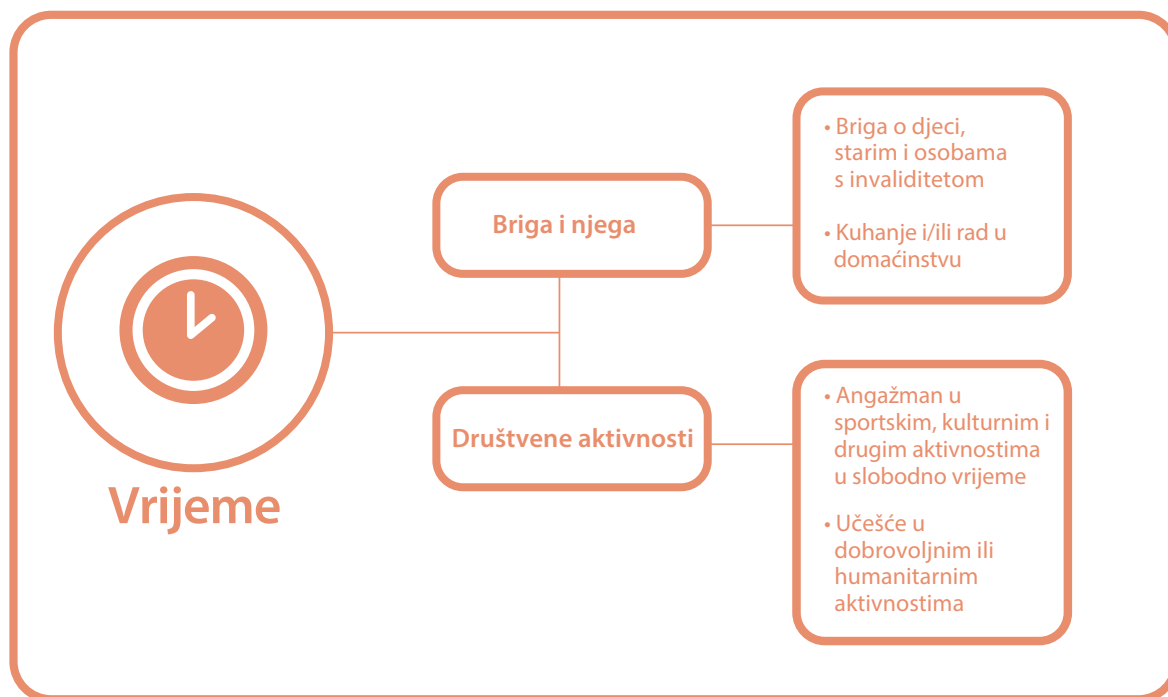 Vrijeme
Briga i njega
• Briga o djeci,
starim i osobama
s invaliditetom
• Kuhanje i/ili rad u
domaćinstvu
Društvene aktivnosti
• Angažman u
sportskim, kulturnim i
drugim aktivnostima
u slobodno vrijeme
• Učešće u
dobrovoljnim ili
humanitarnim
aktivnostima